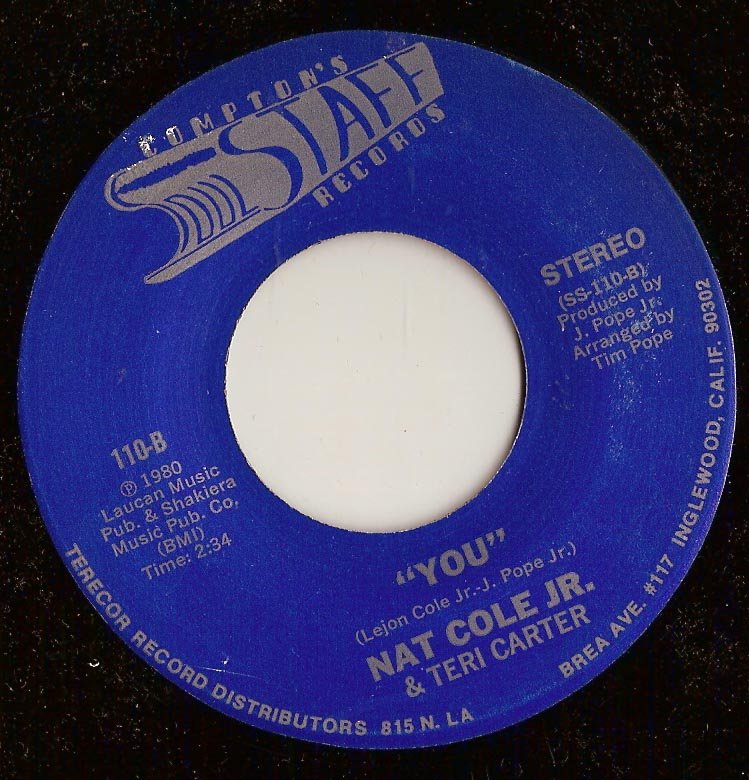 COMPTON'S
STAFF
RECORDS
STEREO
(SS-110-B)
Produced by
J. Pope Jr.
Arranged by
Tim Pope
110-B
℗ 1980
Laucan Music
Pub. & Shakiera
Music Pub. Co.
(BMI)
Time: 2:34
"YOU"
(Lejon Cole Jr.-J. Pope Jr.)
NAT COLE JR.
& TERI CARTER
TERECOR RECORD DISTRIBUTORS 815 N. LA BREA AVE. #117 INGLEWOOD, CALIF. 90302